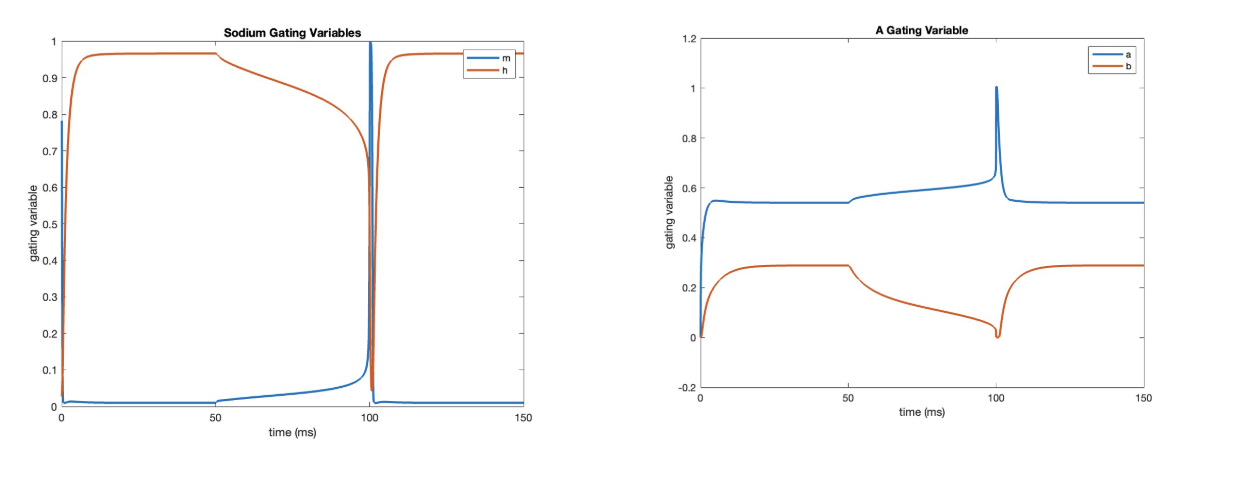 Sodium Gating Variables
1
0.9
0.8
0.7
0.6
0.5
0.4
0.3
0.2
0.1
0
gating variable
m
h
0
50
100
150
time (ms)
A Gating Variable
1.2
1
0.8
0.6
0.4
0.2
0
-0.2
gating variable
a
b
0
50
100
150
time (ms)